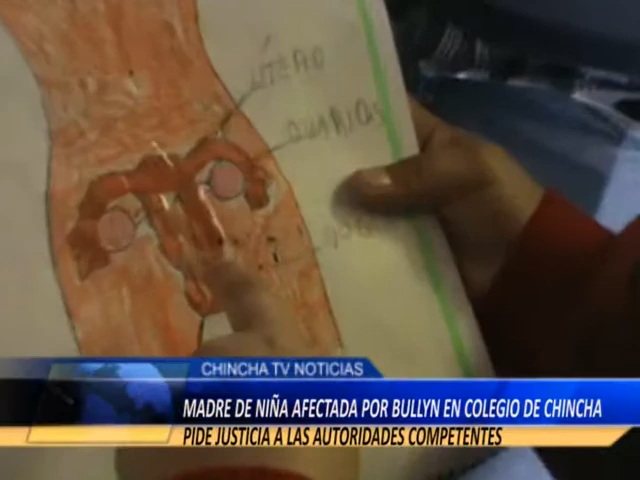 ÚTERO
OVARIOS
CHINCHA TV NOTICIAS
MADRE DE NIÑA AFECTADA POR BULLYN EN COLEGIO DE CHINCHA
PIDE JUSTICIA A LAS AUTORIDADES COMPETENTES